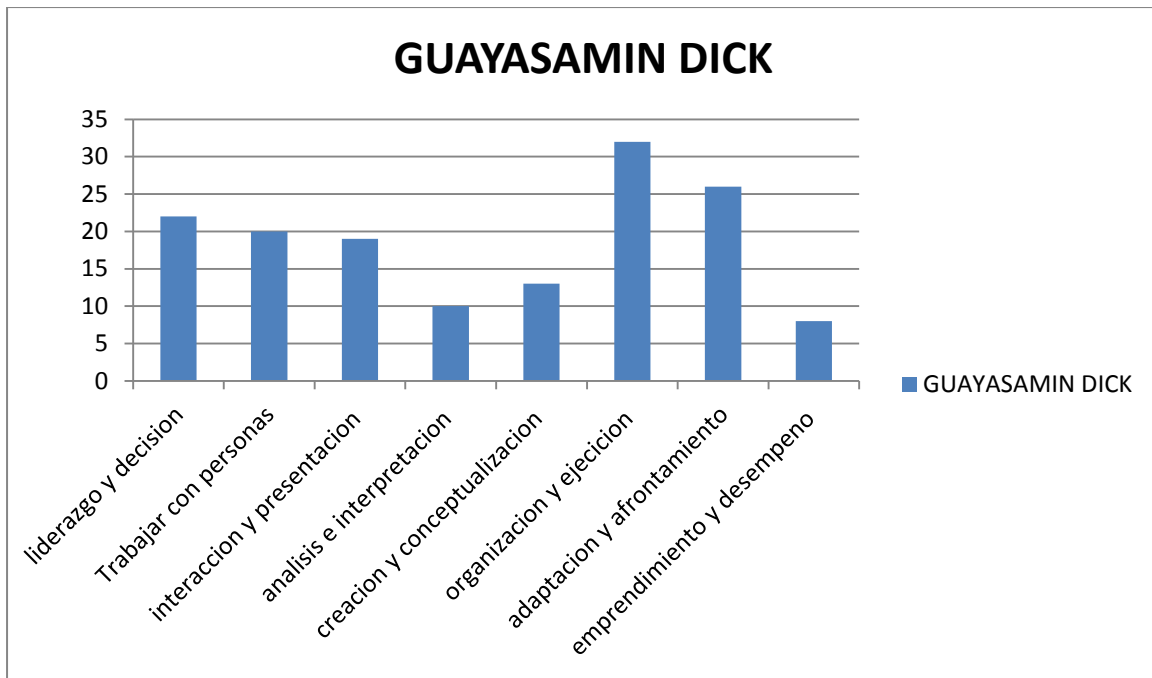 GUAYASAMIN DICK
35
30
25
20
15
10
5
0
liderazgo y decision
Trabajar con personas
interaccion y presentacion
analisis e interpretacion
creacion y conceptualizacion
organizacion y ejecicion
adaptacion y afrontamiento
emprendimiento y desempeno
GUAYASAMIN DICK